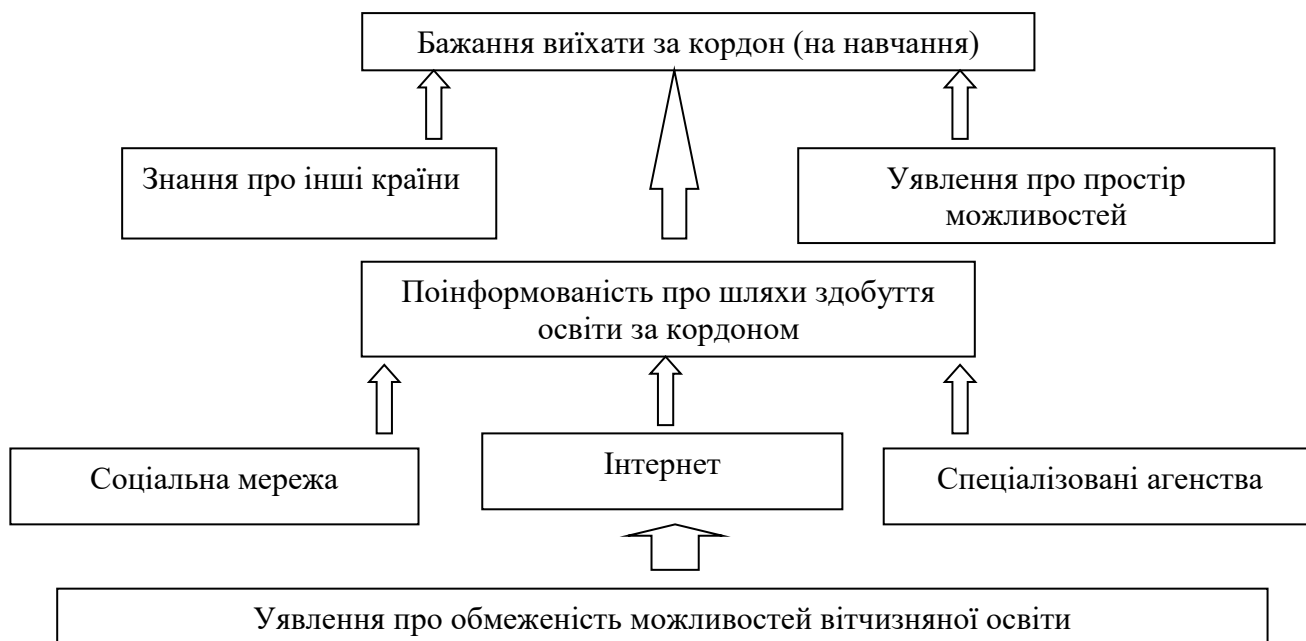 Бажання виїхати за кордон (на навчання)
Знання про інші країни
Уявлення про простір
можливостей
Поінформованість про шляхи здобуття
освіти за кордоном
Соціальна мережа
Інтернет
Спеціалізовані агенства
Уявлення про обмеженість можливостей вітчизняної освіти